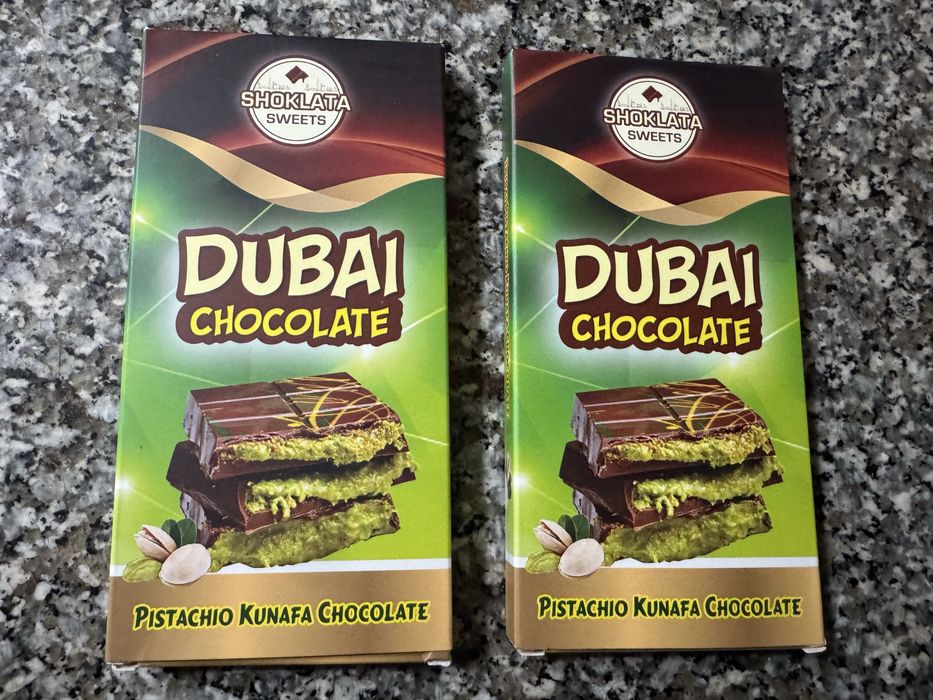 SHOKLATA
SWEETS
DUBAI
CHOCOLATE
PISTACHIO KUNAFA CHOCOLATE
SHOKLATA
SWEETS
DUBAI
CHOCOLATE
PISTACHIO KUNAFA CHOCOLATE